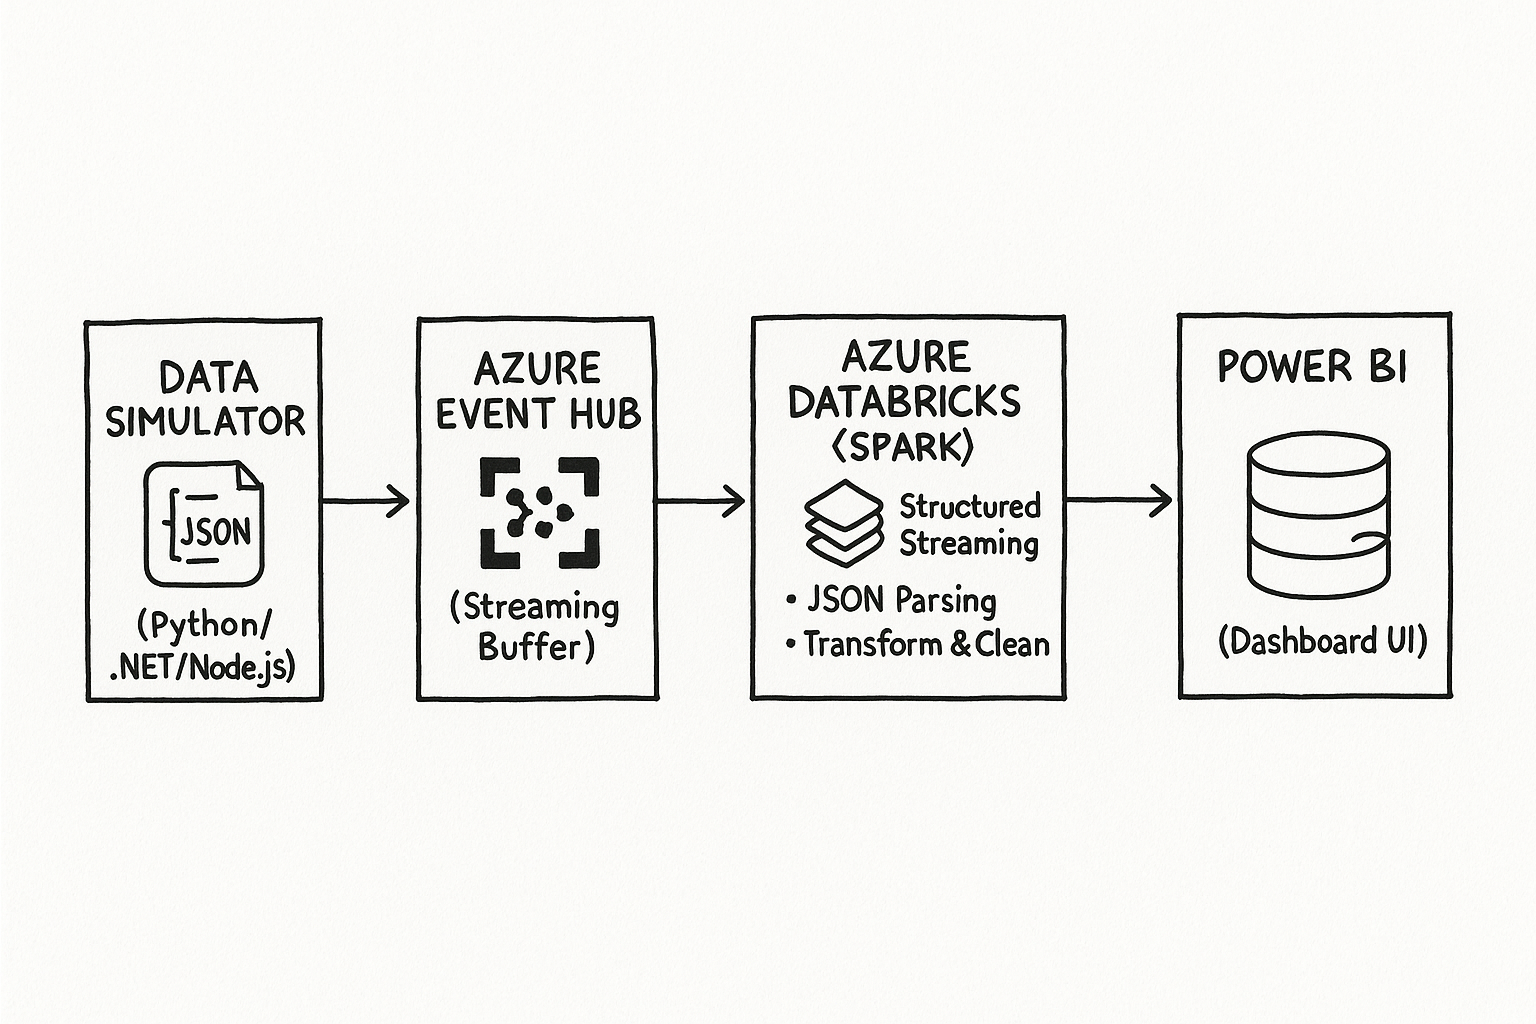 DATA
SIMULATOR
JSON
(Python/
.NET/Node.js)
AZURE
EVENT HUB
(Streaming
Buffer)
AZURE
DATABRICKS
(SPARK)
Structured
Streaming
• JSON Parsing
• Transform & Clean
POWER BI
(Dashboard UI)